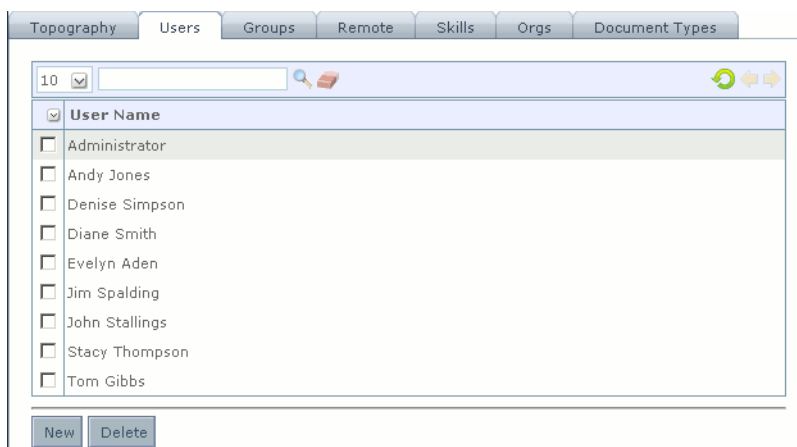 Topography Users Groups Remote Skills Orgs Document Types
10
User Name
Administrator
Andy Jones
Denise Simpson
Diane Smith
Evelyn Aden
Jim Spalding
John Stallings
Stacy Thompson
Tom Gibbs
New Delete